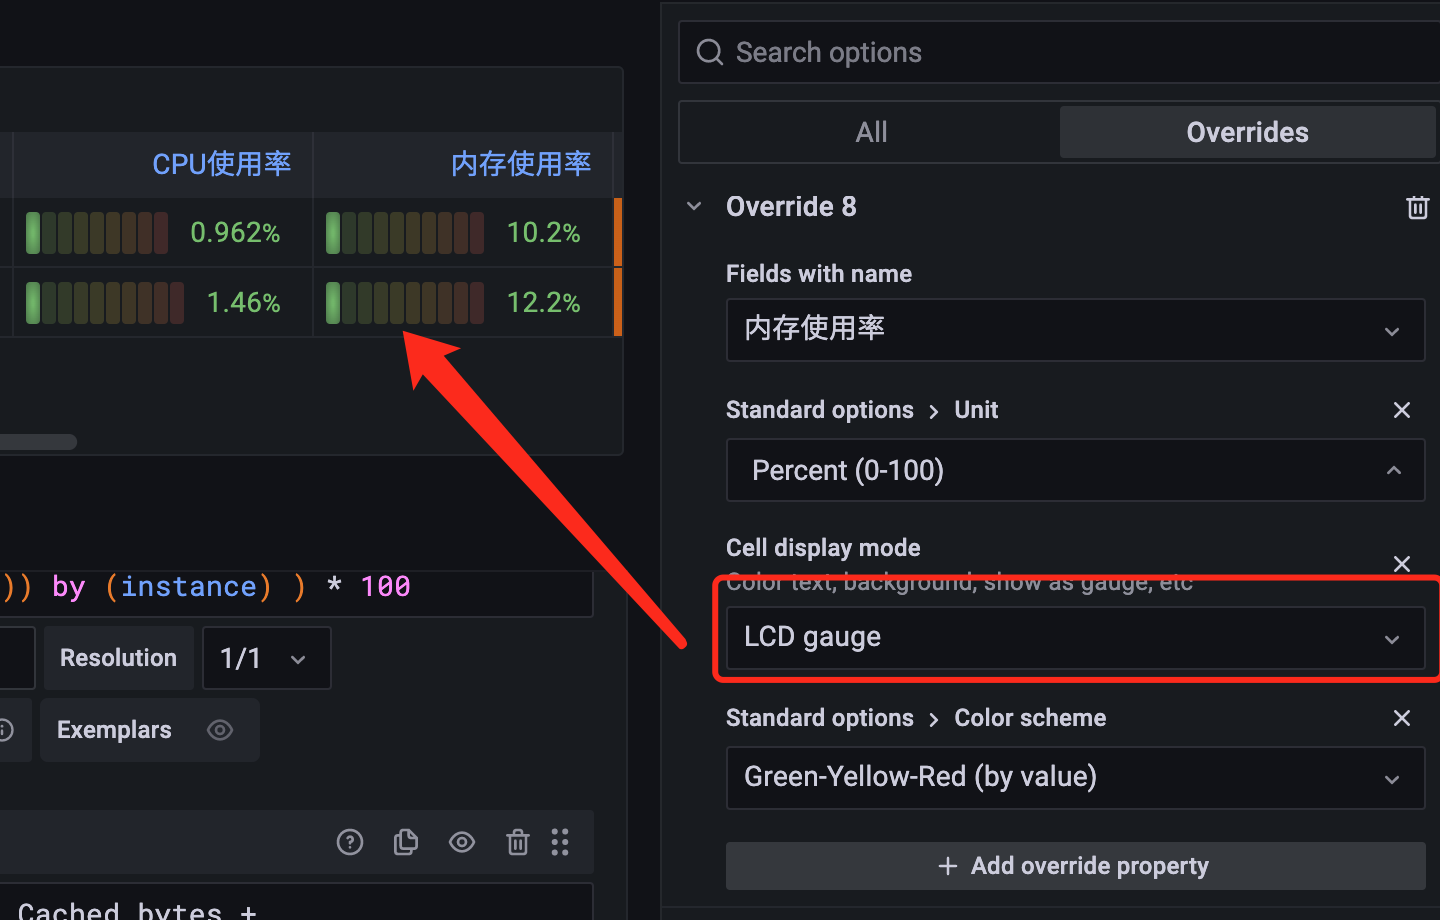 Search options
All
Overrides
CPU使用率
内存使用率
0.962%
10.2%
1.46%
12.2%
)) by (instance) ) * 100
Resolution
1/1
Exemplars
Cached bytes +
Override 8
Fields with name
内存使用率
Standard options > Unit
Percent (0-100)
Cell display mode
Color text, background, show as gauge, etc
LCD gauge
Standard options > Color scheme
Green-Yellow-Red (by value)
+ Add override property